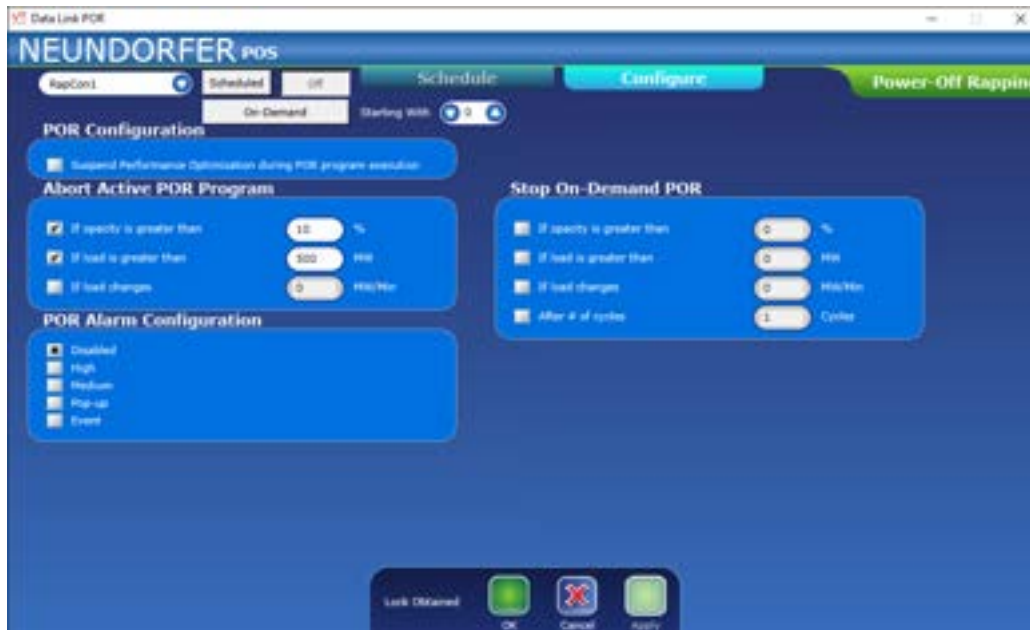 Data Link POR
NEUNDORFER POS
RapCon1
Scheduled
Off
Schedule
Configure
Power-Off Rapping
On-Demand
Starting With
0
POR Configuration
Suspend Performance Optimization during POR program execution
Abort Active POR Program
If opacity is greater than 10 %
If load is greater than 500 MW
If load changes 0 MW/Min
Stop On-Demand POR
If opacity is greater than 0 %
If load is greater than 0 MW
If load changes 0 MW/Min
After # of cycles 1 Cycles
POR Alarm Configuration
Disabled
High
Medium
Pop-up
Event
Lock Obtained
OK
Cancel
Apply